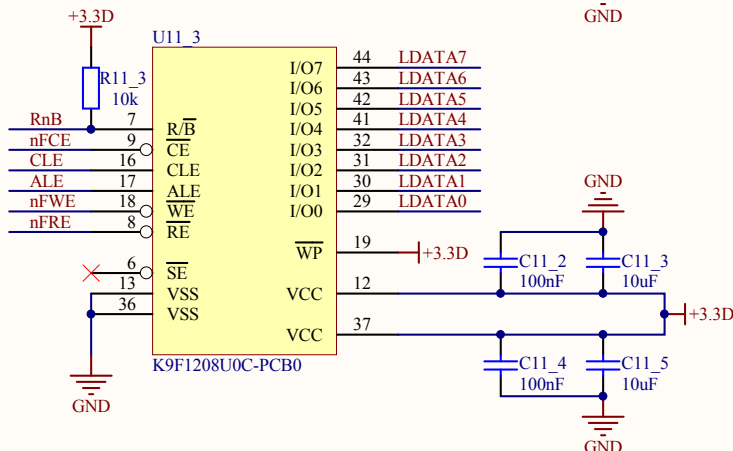 GND
+3.3D
U11_3
R11_3
10k
RnB 7 R/B
nFCE 9 CE
CLE 16 CLE
ALE 17 ALE
nFWE 18 WE
nFRE 8 RE
6 SE
13 VSS
36 VSS
GND
I/O7 44 LDATA7
I/O6 43 LDATA6
I/O5 42 LDATA5
I/O4 41 LDATA4
I/O3 32 LDATA3
I/O2 31 LDATA2
I/O1 30 LDATA1
I/O0 29 LDATA0
WP 19 +3.3D
VCC 12
VCC 37
K9F1208U0C-PCB0
GND
C11_2
100nF
C11_3
10uF
+3.3D
C11_4
100nF
C11_5
10uF
GND